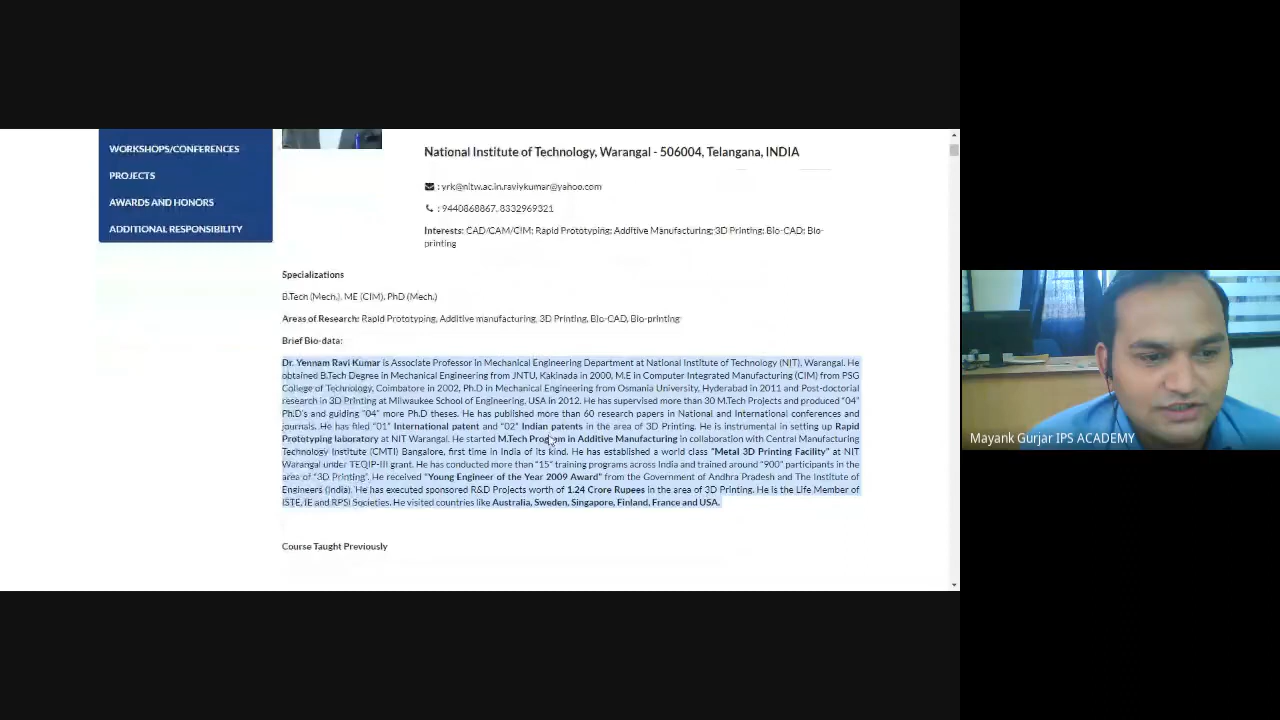 WORKSHOPS/CONFERENCES
PROJECTS
AWARDS AND HONORS
ADDITIONAL RESPONSIBILITY
National Institute of Technology, Warangal - 506004, Telangana, INDIA
: yrk@nitw.ac.in,raviykumar@yahoo.com
: 9440868867, 8332969321
Interests: CAD/CAM/CIM; Rapid Prototyping; Additive Manufacturing; 3D Printing; Bio-CAD; Bio-
printing
Specializations
B.Tech (Mech.), ME (CIM), PhD (Mech.)
Areas of Research: Rapid Prototyping, Additive manufacturing, 3D Printing, Bio-CAD, Bio-printing
Brief Bio-data:
Dr. Yennam Ravi Kumar is Associate Professor in Mechanical Engineering Department at National Institute of Technology (NIT), Warangal. He
obtained B.Tech Degree in Mechanical Engineering from JNTU, Kakinada in 2000, M.E in Computer Integrated Manufacturing (CIM) from PSG
College of Technology, Coimbatore in 2002, Ph.D in Mechanical Engineering from Osmania University, Hyderabad in 2011 and Post-doctorial
research in 3D Printing at Milwaukee School of Engineering, USA in 2012. He has supervised more than 30 M.Tech Projects and produced “04”
Ph.D's and guiding “04” more Ph.D theses. He has published more than 60 research papers in National and International conferences and
journals. He has filed “01” International patent and “02” Indian patents in the area of 3D Printing. He is instrumental in setting up Rapid
Prototyping laboratory at NIT Warangal. He started M.Tech Program in Additive Manufacturing in collaboration with Central Manufacturing
Technology Institute (CMTI) Bangalore, first time in India of its kind. He has established a world class “Metal 3D Printing Facility” at NIT
Warangal under TEQIP-III grant. He has conducted more than “15” training programs across India and trained around “900” participants in the
area of “3D Printing”. He received “Young Engineer of the Year 2009 Award” from the Government of Andhra Pradesh and The Institute of
Engineers (India). He has executed sponsored R&D Projects worth of 1.24 Crore Rupees in the area of 3D Printing. He is the Life Member of
ISTE, IE and RPSI Societies. He visited countries like Australia, Sweden, Singapore, Finland, France and USA.
Course Taught Previously
Mayank Gurjar IPS ACADEMY